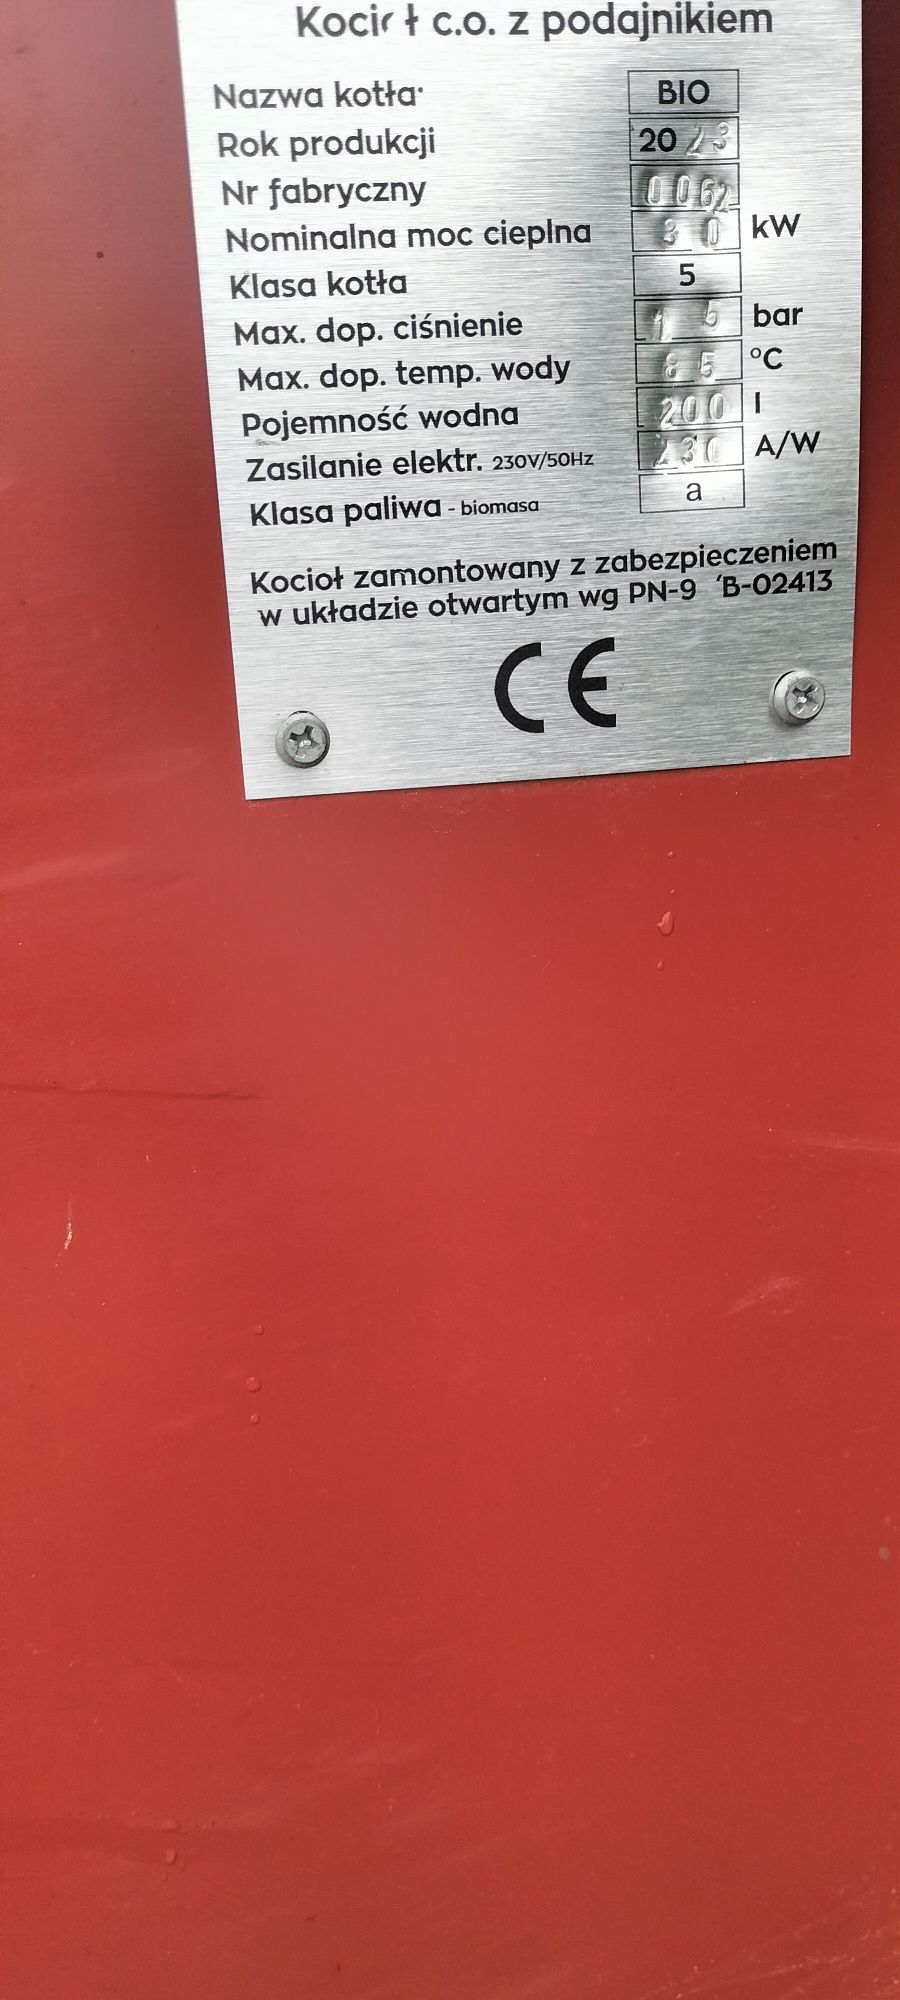 Kocioł c.o. z podajnikiem
Nazwa kotła BIO
Rok produkcji 2023
Nr fabryczny 0062
Nominalna moc cieplna 30 kW
Klasa kotła 5
Max. dop. ciśnienie 1 5 bar
Max. dop. temp. wody 85 °C
Pojemność wodna 200 l
Zasilanie elektr. 230V/50Hz 230 A/W
Klasa paliwa - biomasa a
Kocioł zamontowany z zabezpieczeniem
w układzie otwartym wg PN-9 B-02413
CE